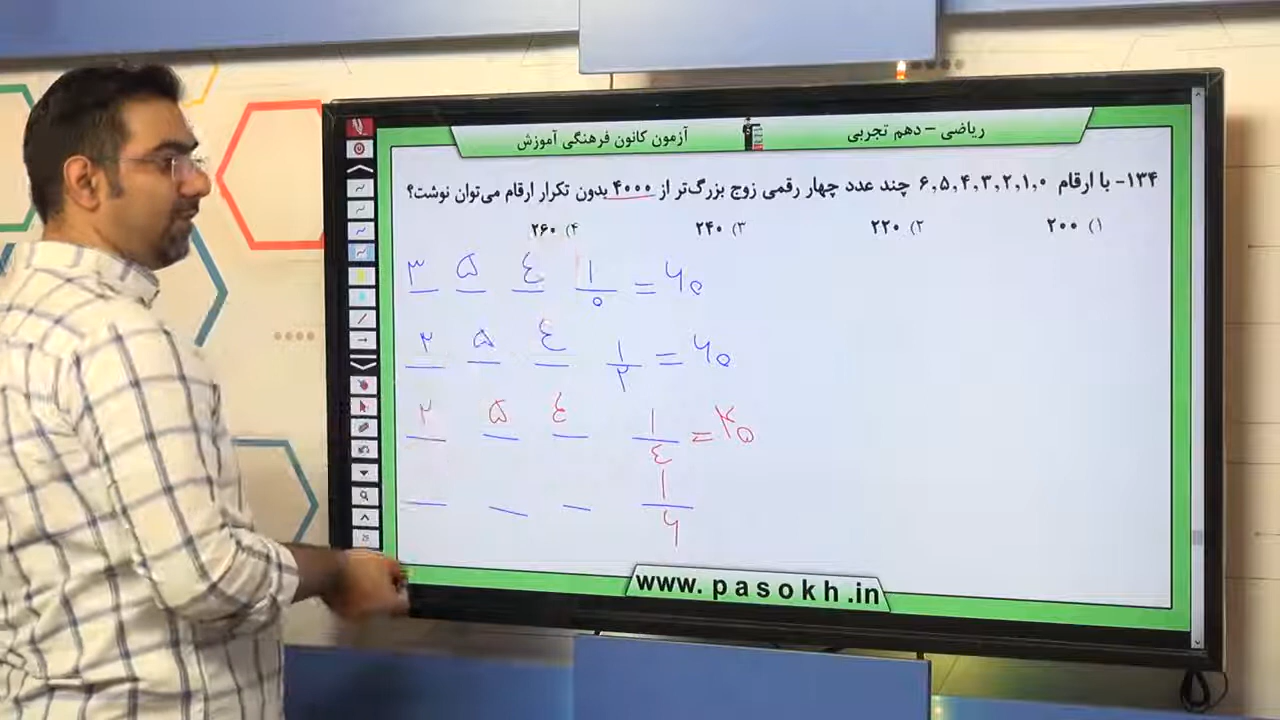 ریاضی - دهم تجربی
آزمون کانون فرهنگی آموزش
۱۳۴- با ارقام ۶,۵,۴,۳,۲,۱,۰ چند عدد چهار رقمی زوج بزرگ‌تر از ۴۰۰۰ بدون تکرار ارقام می‌توان نوشت؟
۱) ۲۰۰
۲) ۲۲۰
۳) ۲۴۰
۴) ۲۶۰
۳ ۵ ۴ ۱ = ۶۰
۰
۳ ۵ ۴ ۱ = ۶۰
۲
۲ ۵ ۴ ۱ = ۴۰
۴
۱
۶
www.pasokh.in